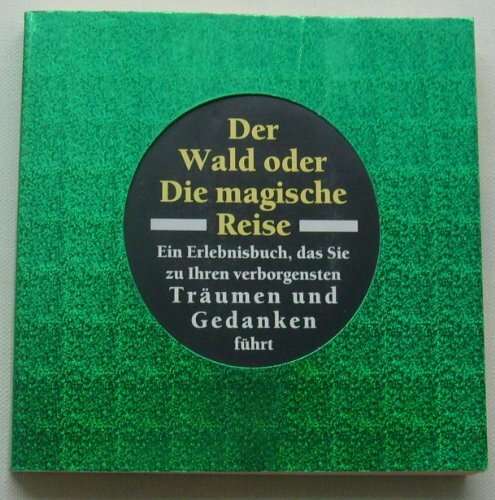 Der
Wald oder
Die magische
Reise
Ein Erlebnisbuch, das Sie
zu Ihren verborgensten
Träumen und
Gedanken
führt